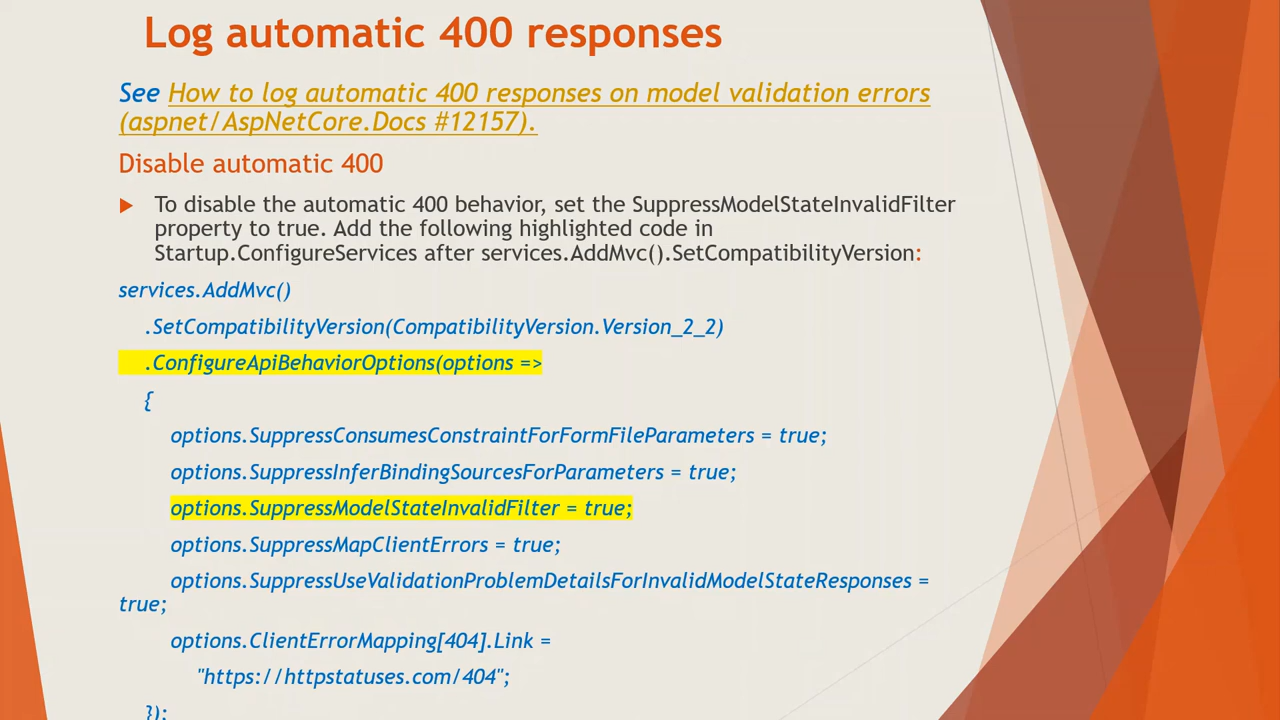 Log automatic 400 responses
See How to log automatic 400 responses on model validation errors
(aspnet/AspNetCore.Docs #12157).
Disable automatic 400
To disable the automatic 400 behavior, set the SuppressModelStateInvalidFilter
property to true. Add the following highlighted code in
Startup.ConfigureServices after services.AddMvc().SetCompatibilityVersion:
services.AddMvc()
.SetCompatibilityVersion(CompatibilityVersion.Version_2_2)
.ConfigureApiBehaviorOptions(options =>
{
options.SuppressConsumesConstraintForFormFileParameters = true;
options.SuppressInferBindingSourcesForParameters = true;
options.SuppressModelStateInvalidFilter = true;
options.SuppressMapClientErrors = true;
options.SuppressUseValidationProblemDetailsForInvalidModelStateResponses =
true;
options.ClientErrorMapping[404].Link =
"https://httpstatuses.com/404";
});